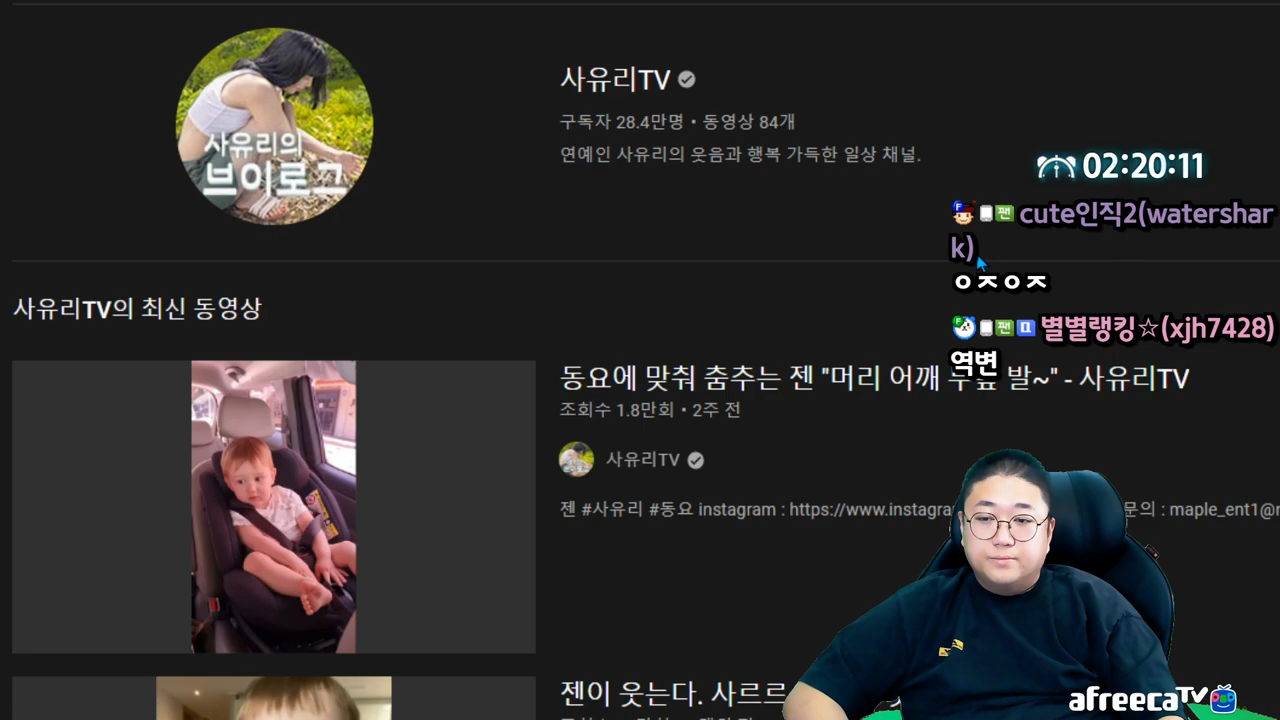 사유리의
브이로그
사유리TV
구독자 28.4만명 • 동영상 84개
연예인 사유리의 웃음과 행복 가득한 일상 채널.
02:20:11
F 팬 cute인직2(watershar
k)
ㅇㅈㅇㅈ
F 팬 별별랭킹☆(xjh7428)
역변
사유리TV의 최신 동영상
동요에 맞춰 춤추는 젠 "머리 어깨 무릎 발~" - 사유리TV
조회수 1.8만회 • 2주 전
사유리TV
젠 #사유리 #동요 instagram : https://www.instagra
문의 : maple_ent1@
젠이 웃는다. 사르르
afreecaTV